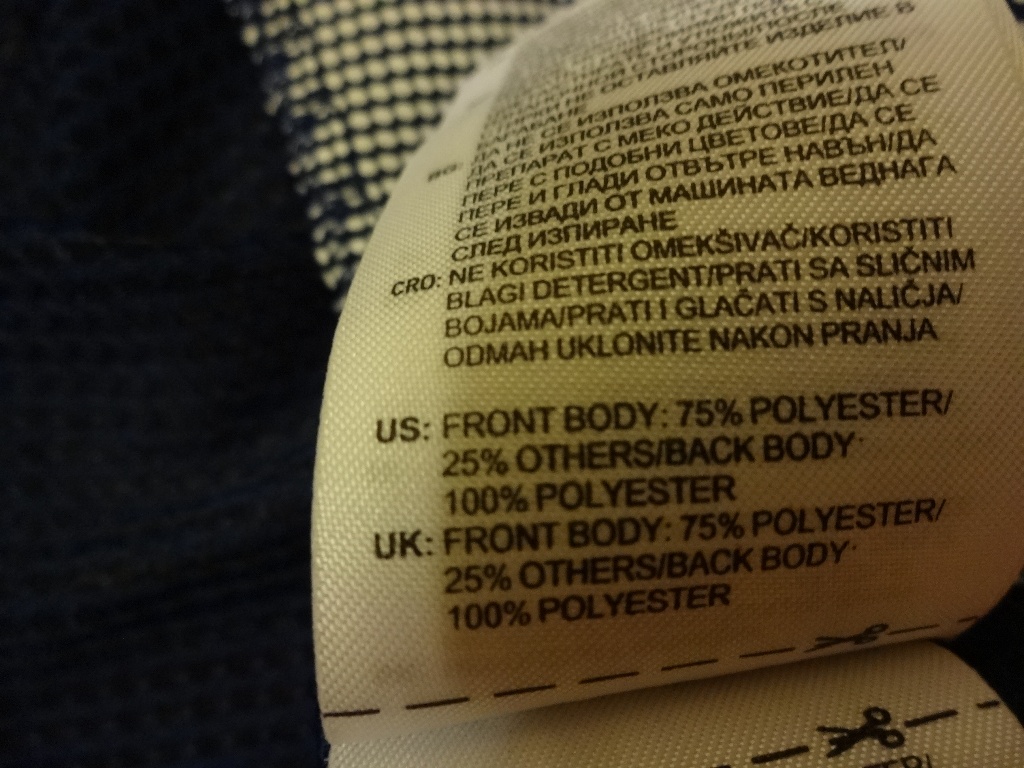 ОСТАВЛЯЙТЕ ИЗДЕЛИЕ В
BG: ДА НЕ СЕ ИЗПОЛЗВА ОМЕКОТИТЕЛ/
ДА СЕ ИЗПОЛЗВА САМО ПЕРИЛЕН
ПРЕПАРАТ С МЕКО ДЕЙСТВИЕ/ДА СЕ
ПЕРЕ С ПОДОБНИ ЦВЕТОВЕ/ДА СЕ
ПЕРЕ И ГЛАДИ ОТВЪТРЕ НАВЪН/ДА
СЕ ИЗВАДИ ОТ МАШИНАТА ВЕДНАГА
СЛЕД ИЗПИРАНЕ
CRO: NE KORISTITI OMEKŠIVAČ/KORISTITI
BLAGI DETERGENT/PRATI SA SLIČNIM
BOJAMA/PRATI I GLAČATI S NALIČJA/
ODMAH UKLONITE NAKON PRANJA
US: FRONT BODY: 75% POLYESTER/
25% OTHERS/BACK BODY
100% POLYESTER
UK: FRONT BODY: 75% POLYESTER/
25% OTHERS/BACK BODY
100% POLYESTER